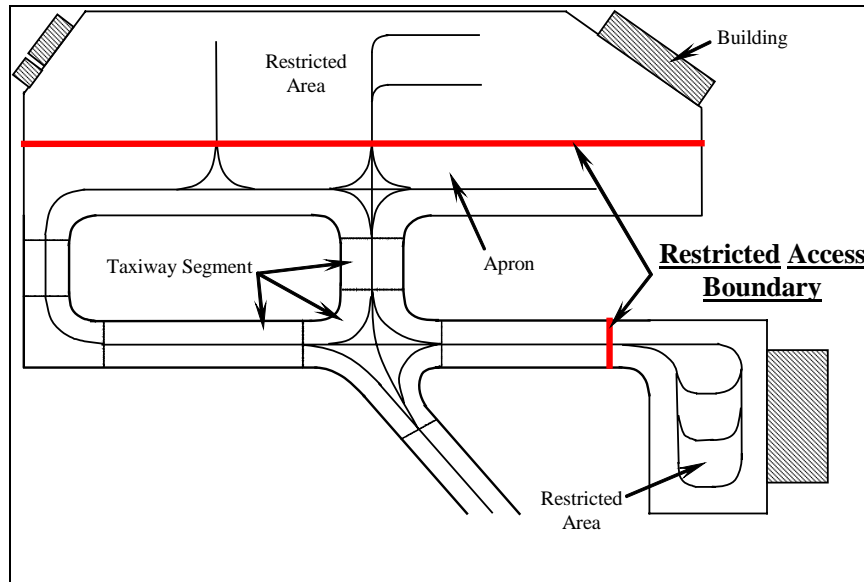 Building
Restricted
Area
Taxiway Segment
Apron
Restricted Access
Boundary
Restricted
Area